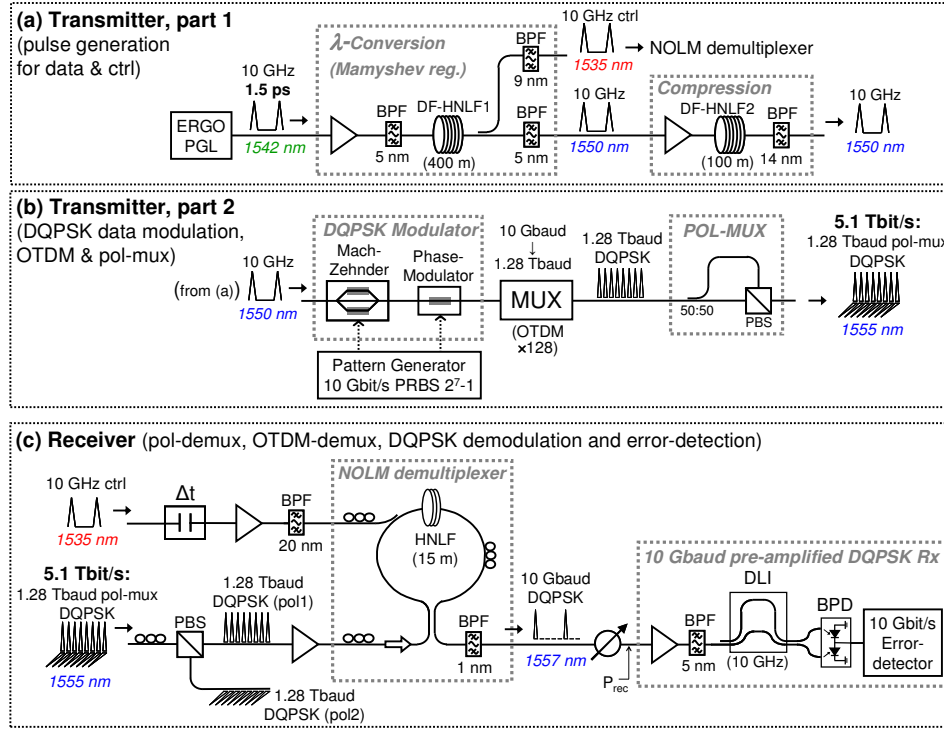 (a) Transmitter, part 1
(pulse generation
for data & ctrl)
10 GHz
1.5 ps
ERGO
PGL
1542 nm
λ-Conversion
(Mamyshev reg.)
BPF
5 nm
DF-HNLF1
(400 m)
BPF
9 nm
BPF
5 nm
10 GHz ctrl
1535 nm
NOLM demultiplexer
10 GHz
1550 nm
Compression
DF-HNLF2
(100 m)
BPF
14 nm
10 GHz
1550 nm
(b) Transmitter, part 2
(DQPSK data modulation,
OTDM & pol-mux)
10 GHz
(from (a))
1550 nm
DQPSK Modulator
Mach-
Zehnder
Phase-
Modulator
Pattern Generator
10 Gbit/s PRBS 2⁷-1
10 Gbaud
↓
1.28 Tbaud
MUX
(OTDM
×128)
1.28 Tbaud
DQPSK
POL-MUX
50:50
PBS
5.1 Tbit/s:
1.28 Tbaud pol-mux
DQPSK
1555 nm
(c) Receiver (pol-demux, OTDM-demux, DQPSK demodulation and error-detection)
10 GHz ctrl
1535 nm
Δt
BPF
20 nm
NOLM demultiplexer
HNLF
(15 m)
5.1 Tbit/s:
1.28 Tbaud pol-mux
DQPSK
1555 nm
PBS
1.28 Tbaud
DQPSK (pol1)
1.28 Tbaud
DQPSK (pol2)
BPF
1 nm
10 Gbaud
DQPSK
1557 nm
Prec
10 Gbaud pre-amplified DQPSK Rx
BPF
5 nm
DLI
(10 GHz)
BPD
10 Gbit/s
Error-
detector